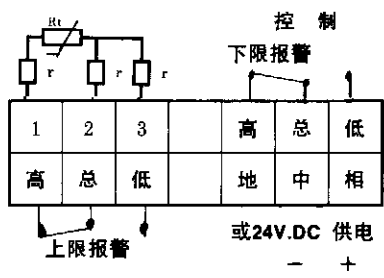 控 制
Rt
下限报警
r r r
1 2 3 高 总 低
高 总 低 地 中 相
上限报警
或24V.DC 供电
− +